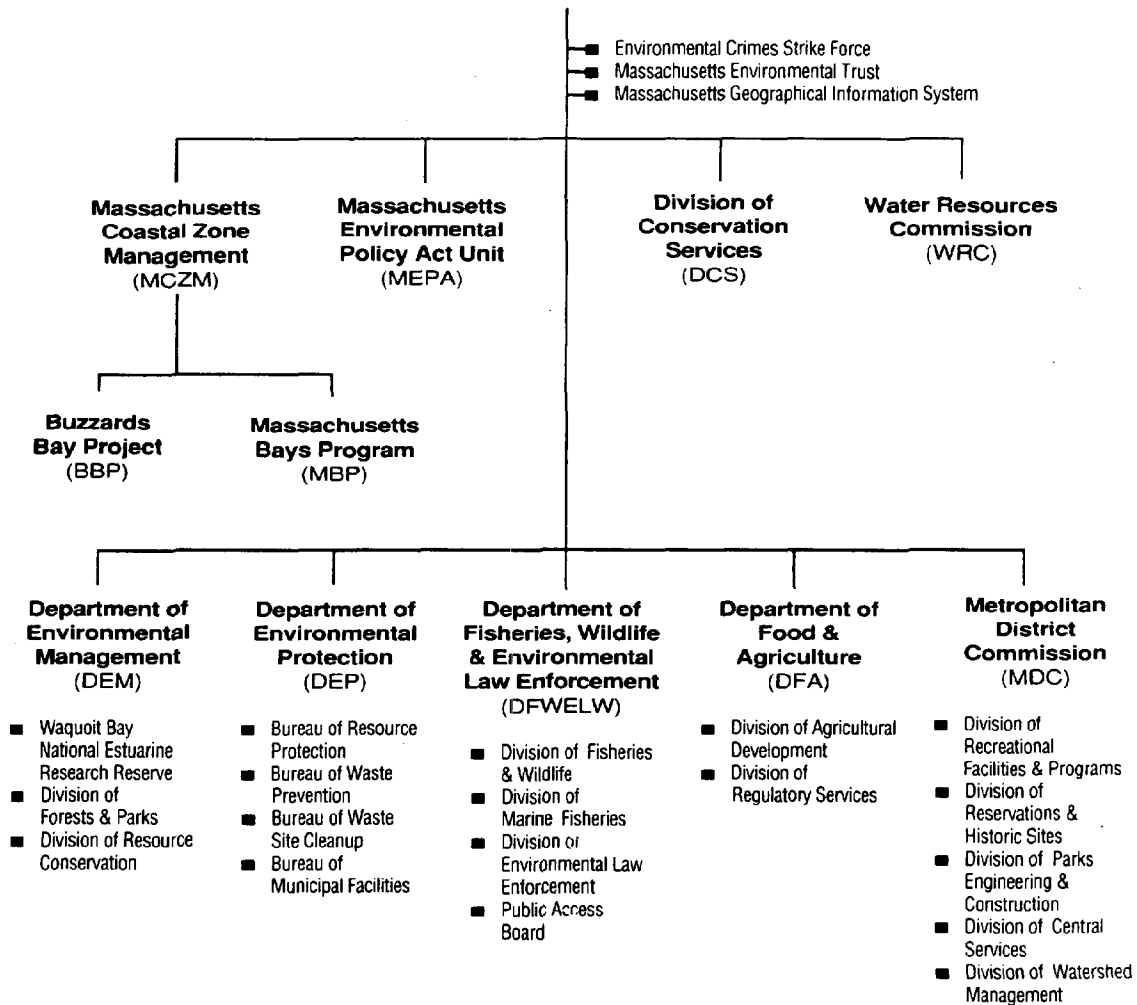 ■ Environmental Crimes Strike Force
■ Massachusetts Environmental Trust
■ Massachusetts Geographical Information System
Massachusetts
Coastal Zone
Management
(MCZM)
Massachusetts
Environmental
Policy Act Unit
(MEPA)
Division of
Conservation
Services
(DCS)
Water Resources
Commission
(WRC)
Buzzards
Bay Project
(BBP)
Massachusetts
Bays Program
(MBP)
Department of
Environmental
Management
(DEM)
■ Waquoit Bay
National Estuarine
Research Reserve
■ Division of
Forests & Parks
■ Division of Resource
Conservation
Department of
Environmental
Protection
(DEP)
■ Bureau of Resource
Protection
■ Bureau of Waste
Prevention
■ Bureau of Waste
Site Cleanup
■ Bureau of
Municipal Facilities
Department of
Fisheries, Wildlife
& Environmental
Law Enforcement
(DFWELW)
■ Division of Fisheries
& Wildlife
■ Division of
Marine Fisheries
■ Division of
Environmental Law
Enforcement
■ Public Access
Board
Department of
Food &
Agriculture
(DFA)
■ Division of Agricultural
Development
■ Division of
Regulatory Services
Metropolitan
District
Commission
(MDC)
■ Division of
Recreational
Facilities & Programs
■ Division of
Reservations &
Historic Sites
■ Division of Parks
Engineering &
Construction
■ Division of Central
Services
■ Division of Watershed
Management